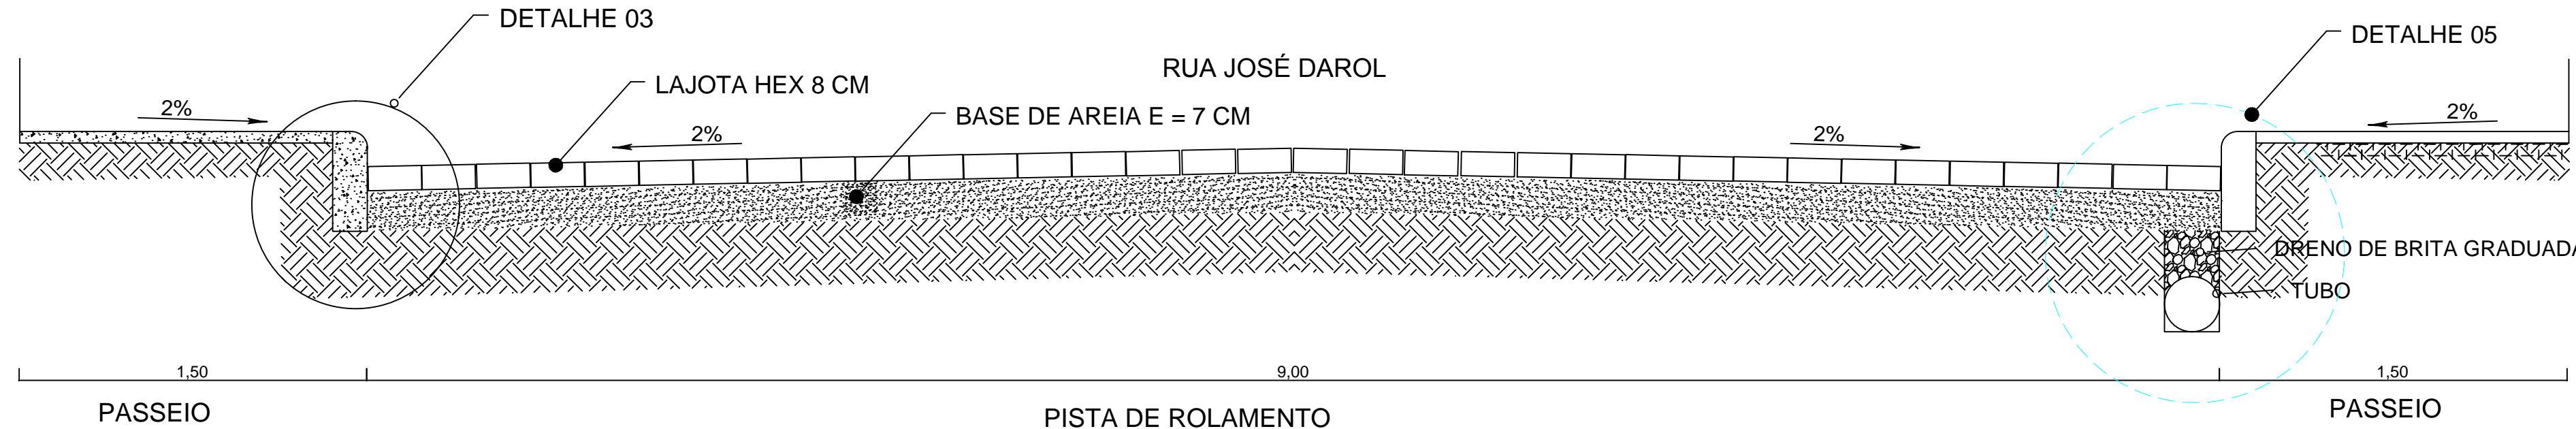 DETALHE 03
DETALHE 05
RUA JOSÉ DAROL
LAJOTA HEX 8 CM
BASE DE AREIA E = 7 CM
2%
2%
2%
2%
DRENO DE BRITA GRADUADA
TUBO
1,50
9,00
1,50
PASSEIO
PISTA DE ROLAMENTO
PASSEIO